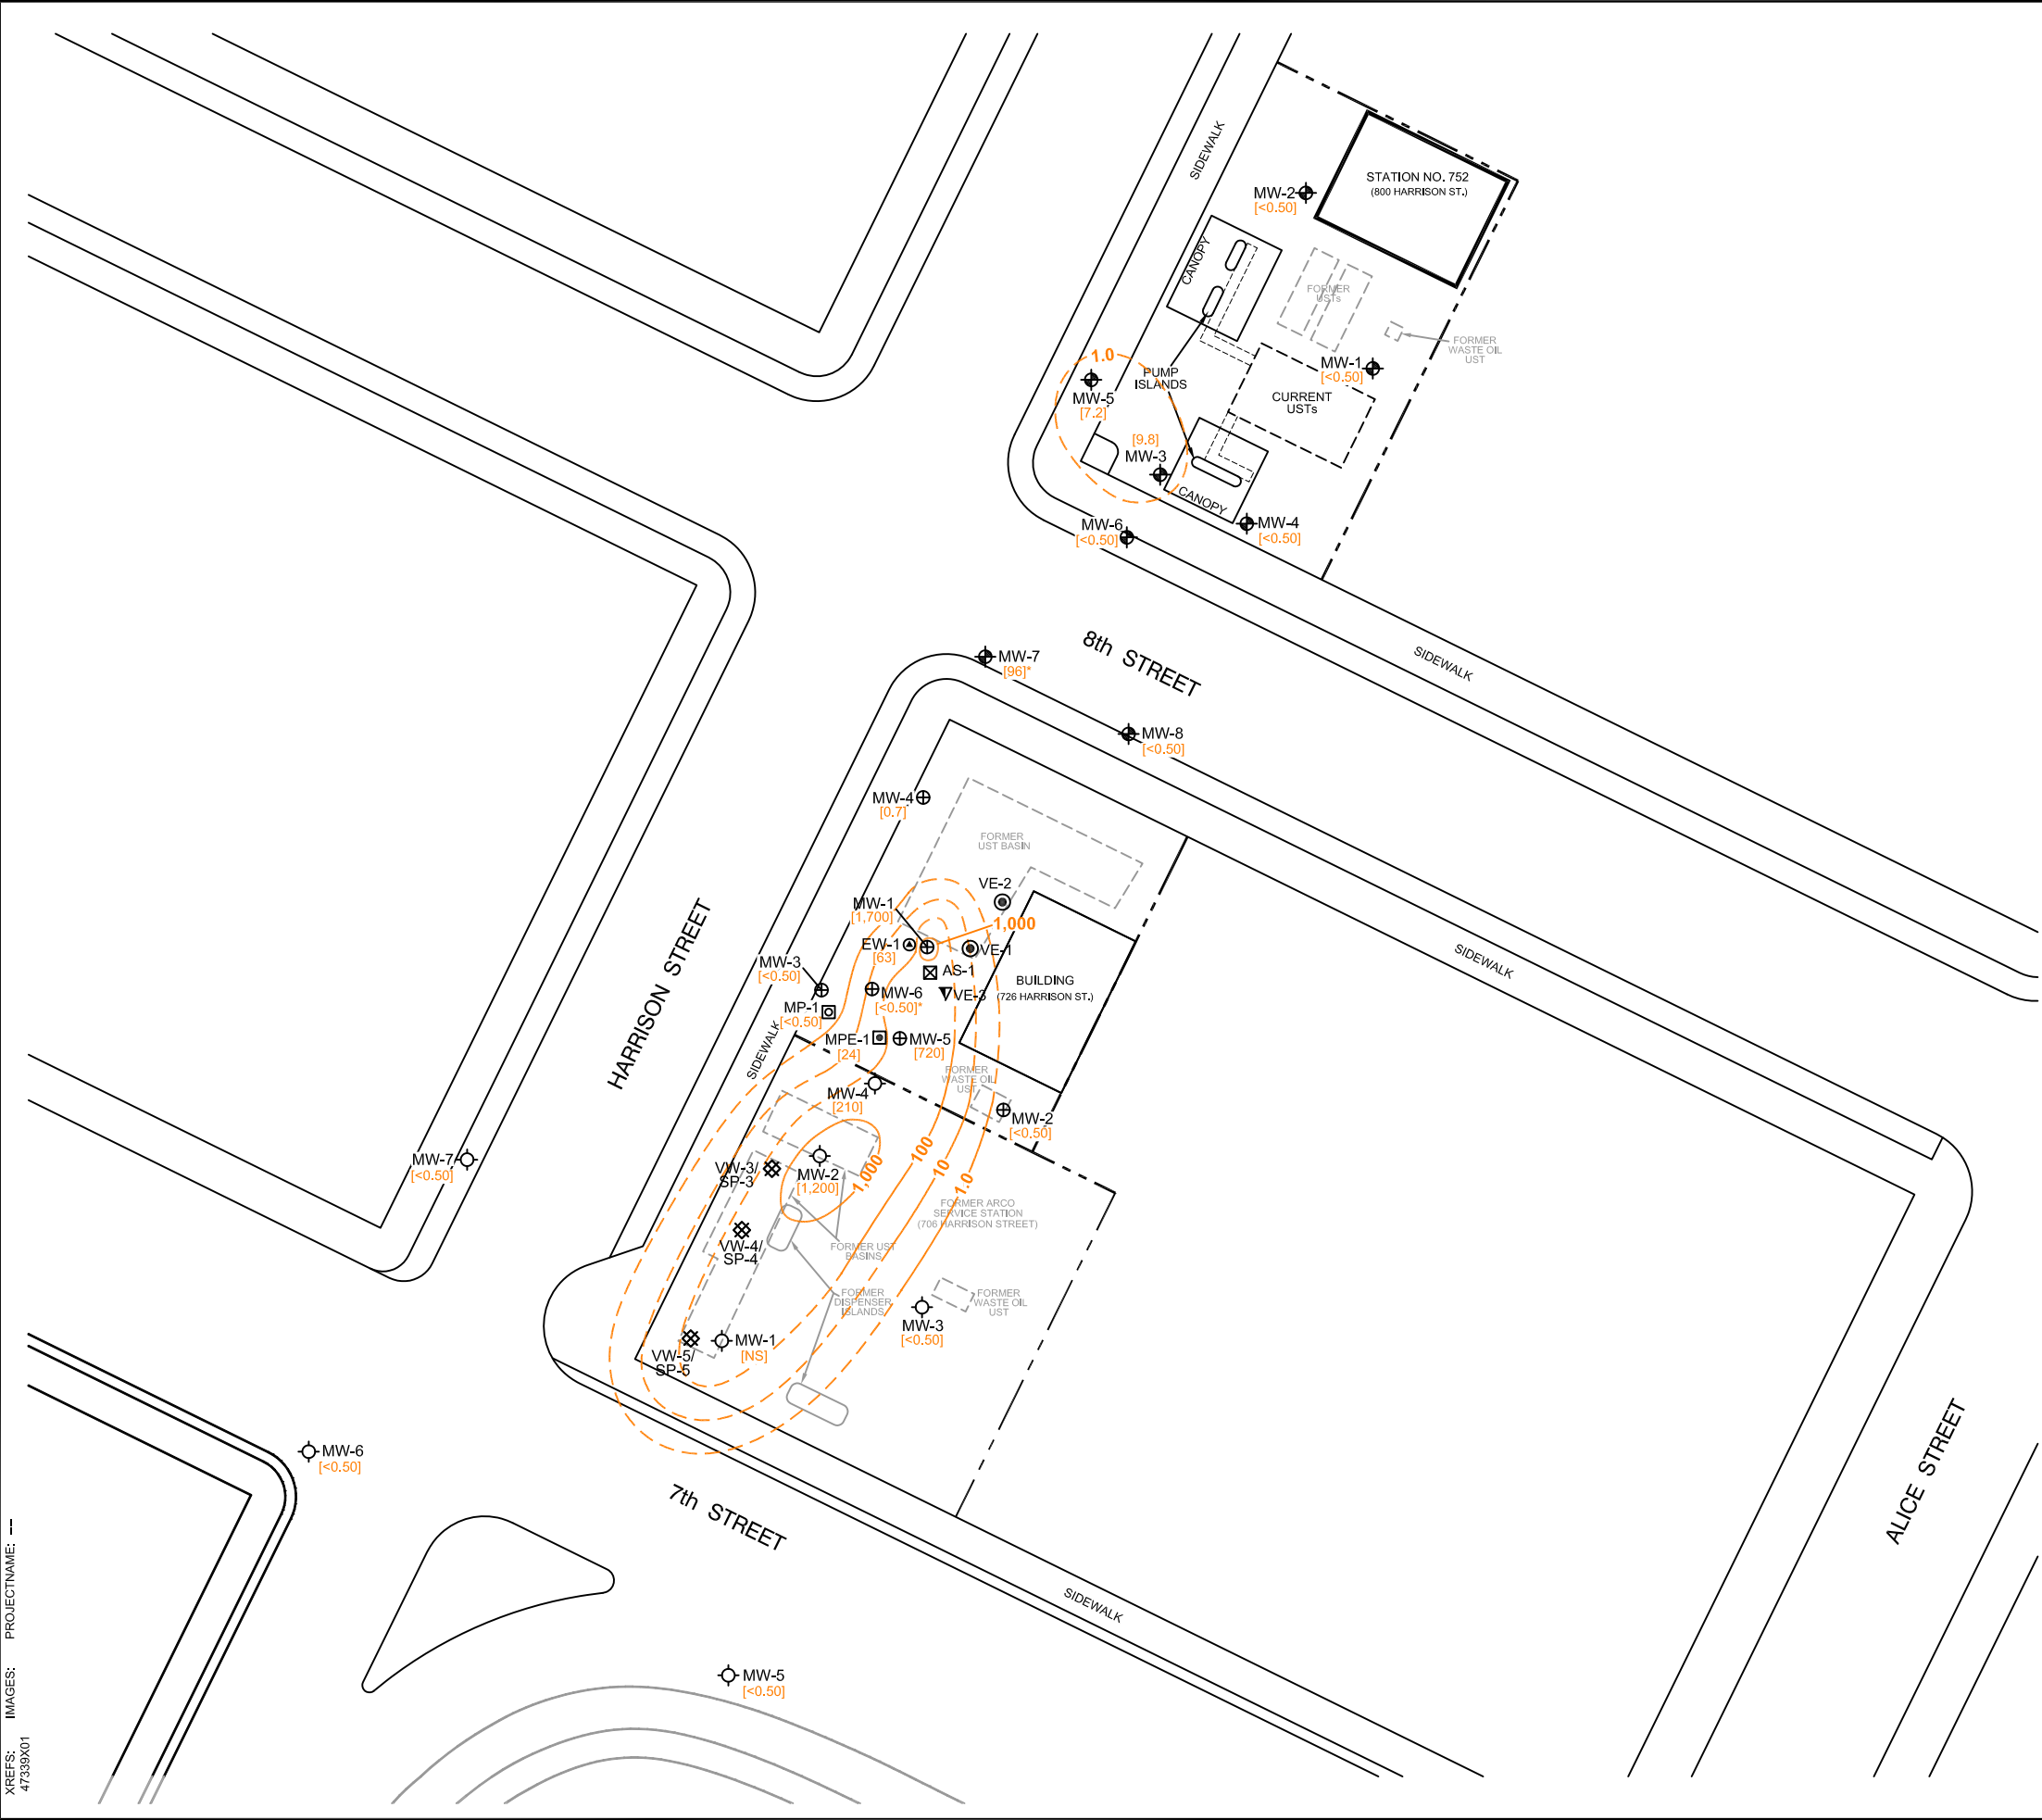 SIDEWALK
STATION NO. 752
(800 HARRISON ST.)
MW-2
[<0.50]
CANOPY
FORMER
USTs
FORMER
WASTE OIL
UST
1.0
MW-1
[<0.50]
PUMP
ISLANDS
MW-5
[7.2]
CURRENT
USTs
[9.8]
MW-3
CANOPY
MW-6
[<0.50]
MW-4
[<0.50]
8th STREET
SIDEWALK
MW-7
[96]*
MW-8
[<0.50]
MW-4
[0.7]
FORMER
UST BASIN
VE-2
MW-1
[1,700]
1,000
EW-1
[63]
VE-1
SIDEWALK
HARRISON STREET
MW-3
[<0.50]
AS-1
BUILDING
(726 HARRISON ST.)
MW-6
[<0.50]*
VE-3
MP-1
[<0.50]
SIDEWALK
MPE-1
[24]
MW-5
[720]
FORMER
WASTE OIL
UST
MW-4
[210]
MW-2
[<0.50]
MW-7
[<0.50]
VW-3/
SP-3
MW-2
[1,200]
1,000
100
10
1.0
FORMER ARCO
SERVICE STATION
(706 HARRISON STREET)
VW-4/
SP-4
FORMER UST
BASINS
FORMER
DISPENSER
ISLANDS
FORMER
WASTE OIL
UST
MW-3
[<0.50]
MW-1
[NS]
VW-5/
SP-5
MW-6
[<0.50]
7th STREET
ALICE STREET
SIDEWALK
MW-5
[<0.50]
XREFS: IMAGES: PROJECTNAME: --
47339X01